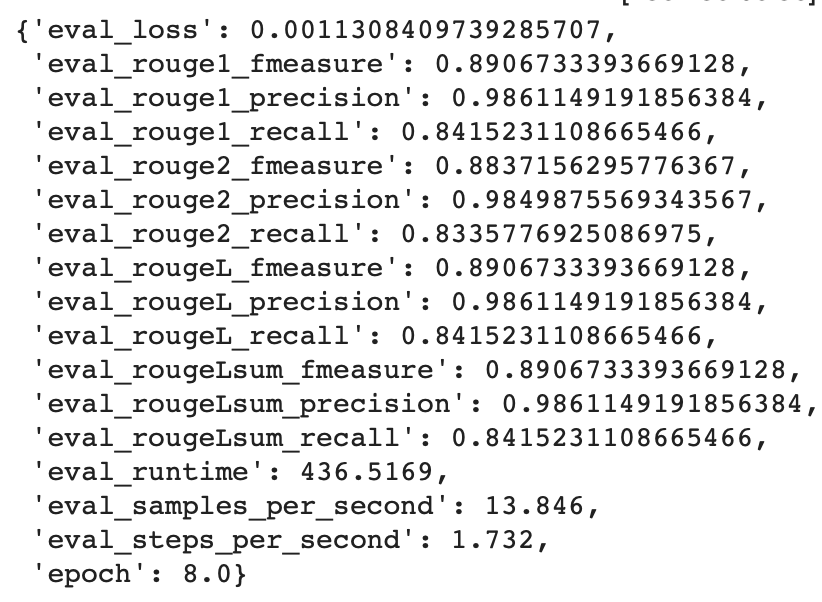 {'eval_loss': 0.0011308409739285707,
'eval_rouge1_fmeasure': 0.8906733393669128,
'eval_rouge1_precision': 0.9861149191856384,
'eval_rouge1_recall': 0.8415231108665466,
'eval_rouge2_fmeasure': 0.8837156295776367,
'eval_rouge2_precision': 0.9849875569343567,
'eval_rouge2_recall': 0.8335776925086975,
'eval_rougeL_fmeasure': 0.8906733393669128,
'eval_rougeL_precision': 0.9861149191856384,
'eval_rougeL_recall': 0.8415231108665466,
'eval_rougeLsum_fmeasure': 0.8906733393669128,
'eval_rougeLsum_precision': 0.9861149191856384,
'eval_rougeLsum_recall': 0.8415231108665466,
'eval_runtime': 436.5169,
'eval_samples_per_second': 13.846,
'eval_steps_per_second': 1.732,
'epoch': 8.0}